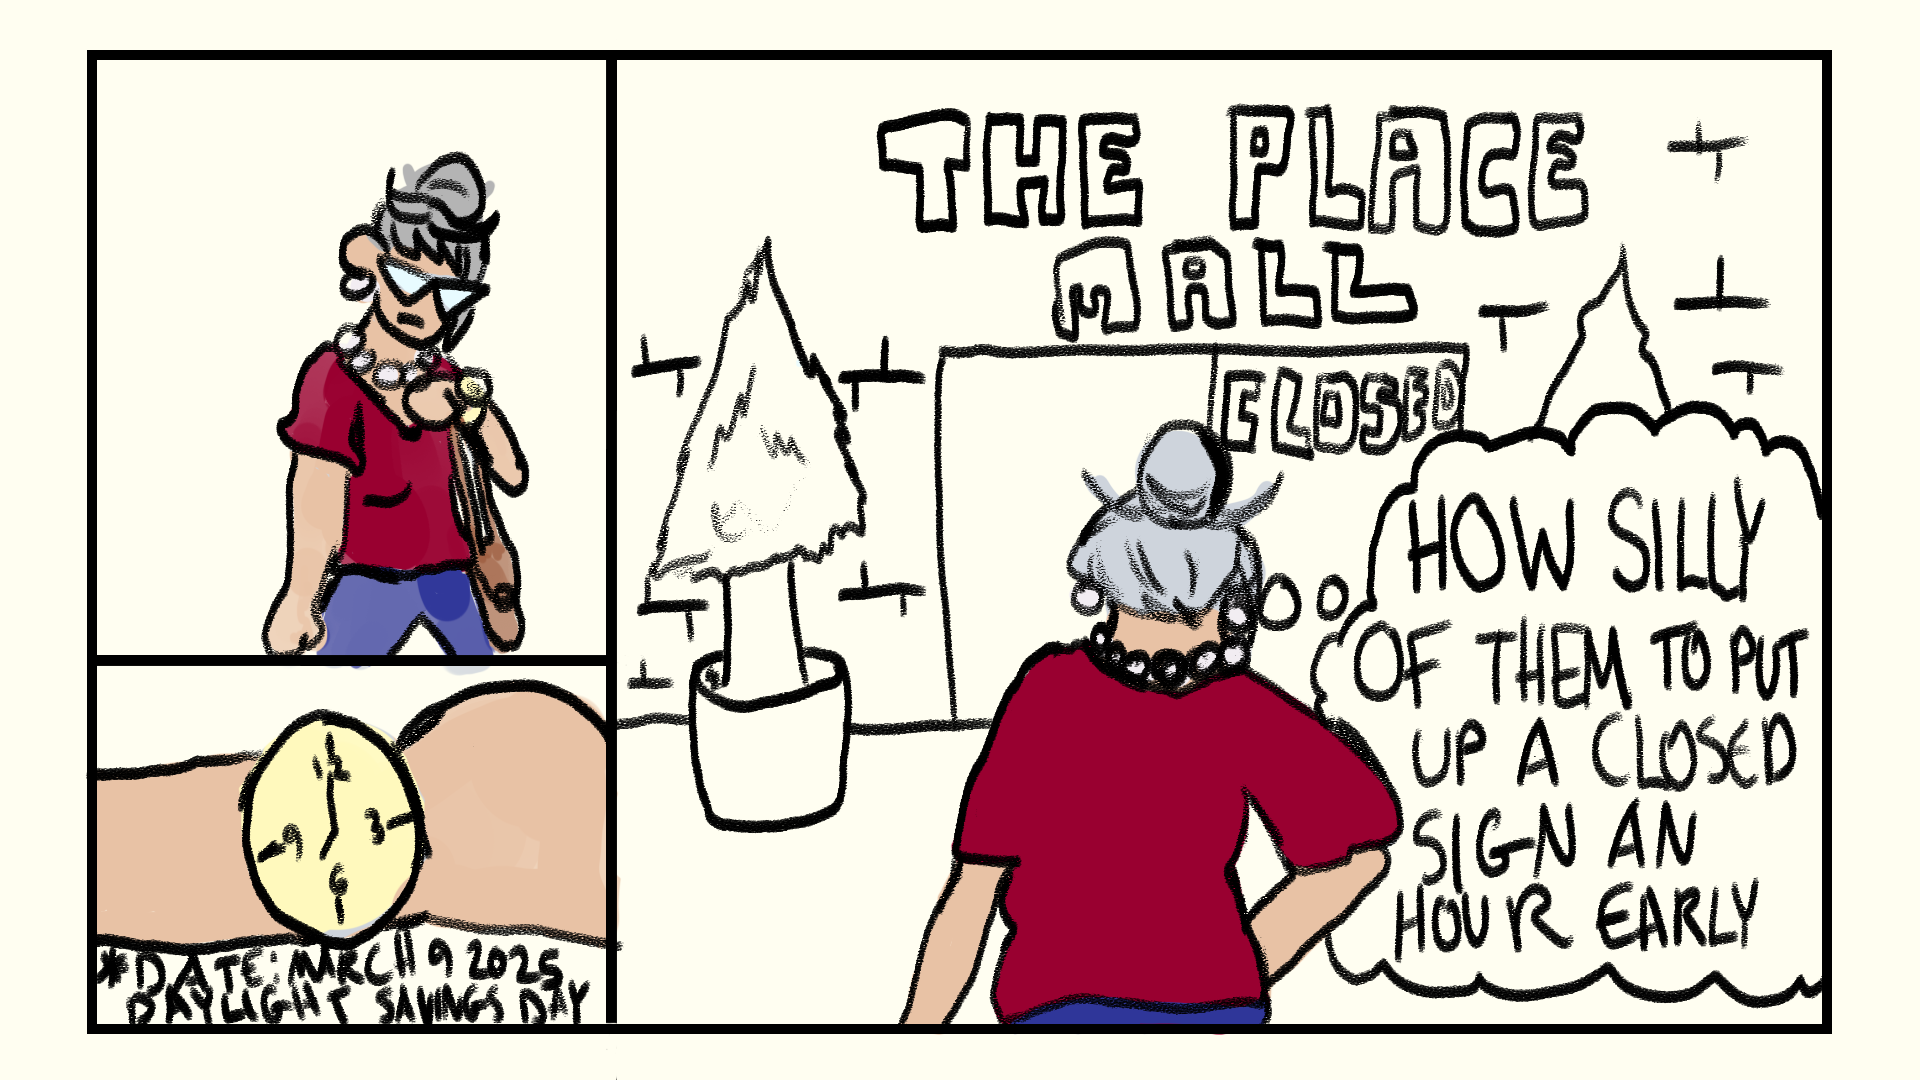 12
3
9
6
*DATE: MARCH 9 2025
DAYLIGHT SAVINGS DAY
THE PLACE
MALL
CLOSED
HOW SILLY
OF THEM TO PUT
UP A CLOSED
SIGN AN
HOUR EARLY